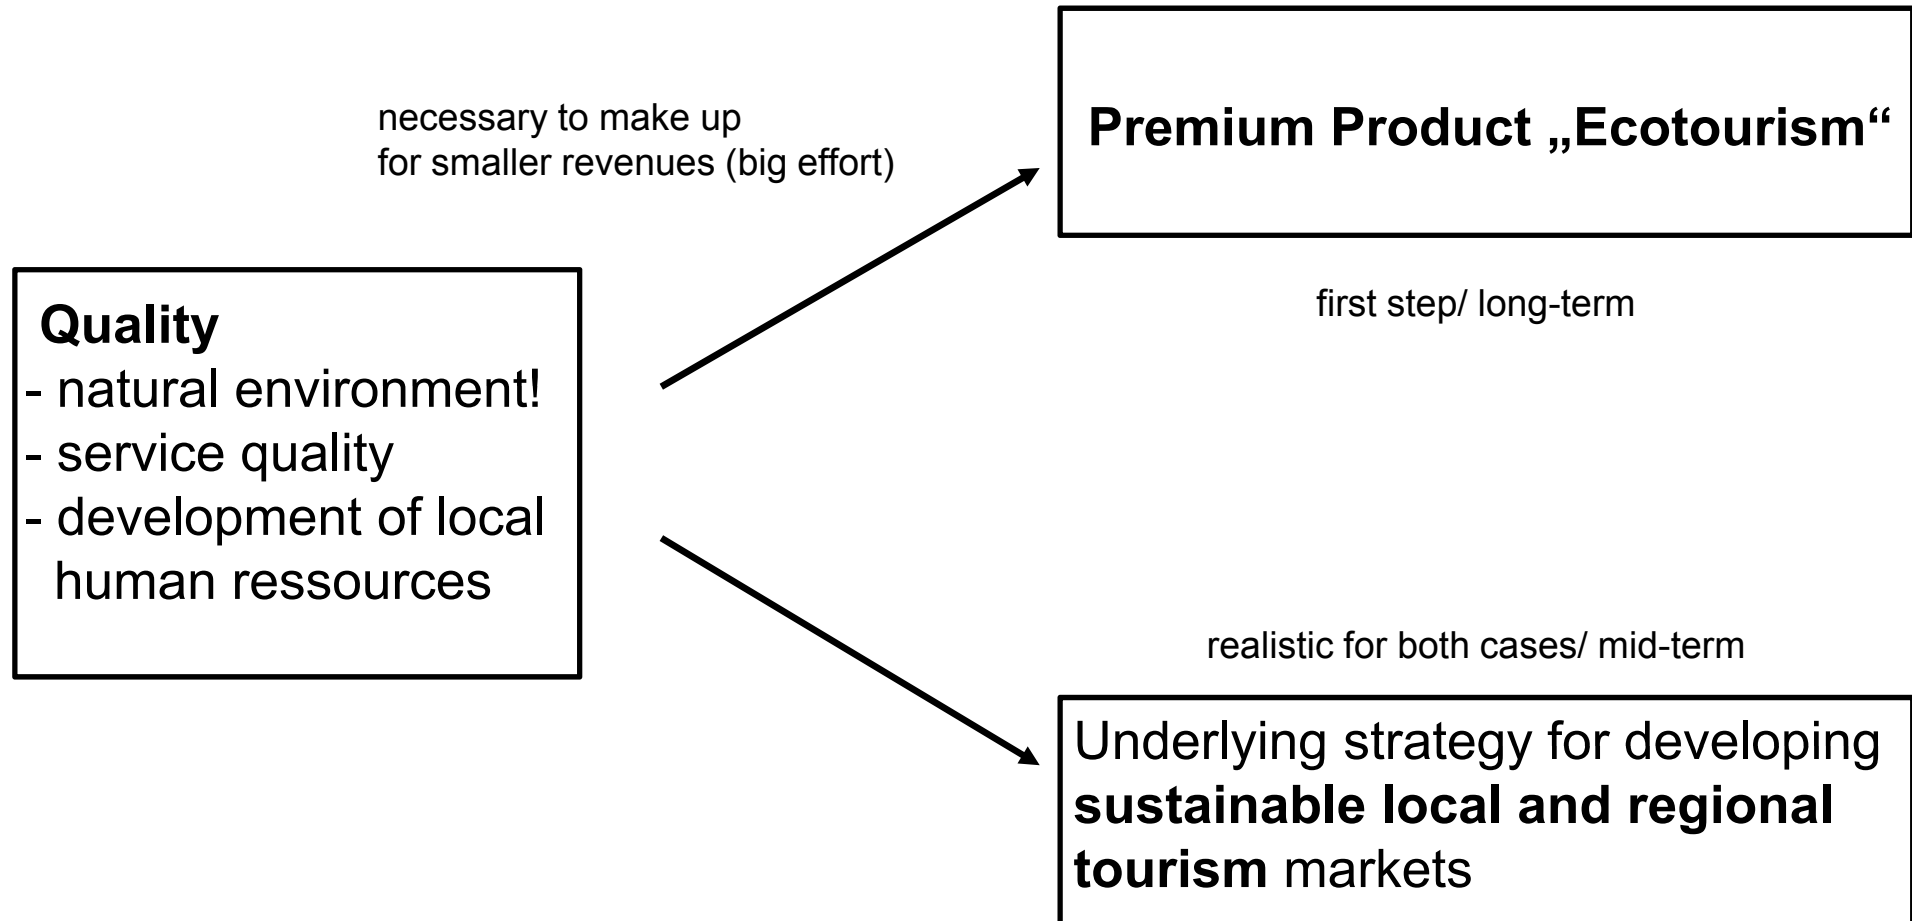 necessary to make up
for smaller revenues (big effort)
Premium Product „Ecotourism“
first step/ long-term
Quality
- natural environment!
- service quality
- development of local
human ressources
realistic for both cases/ mid-term
Underlying strategy for developing
sustainable local and regional
tourism markets